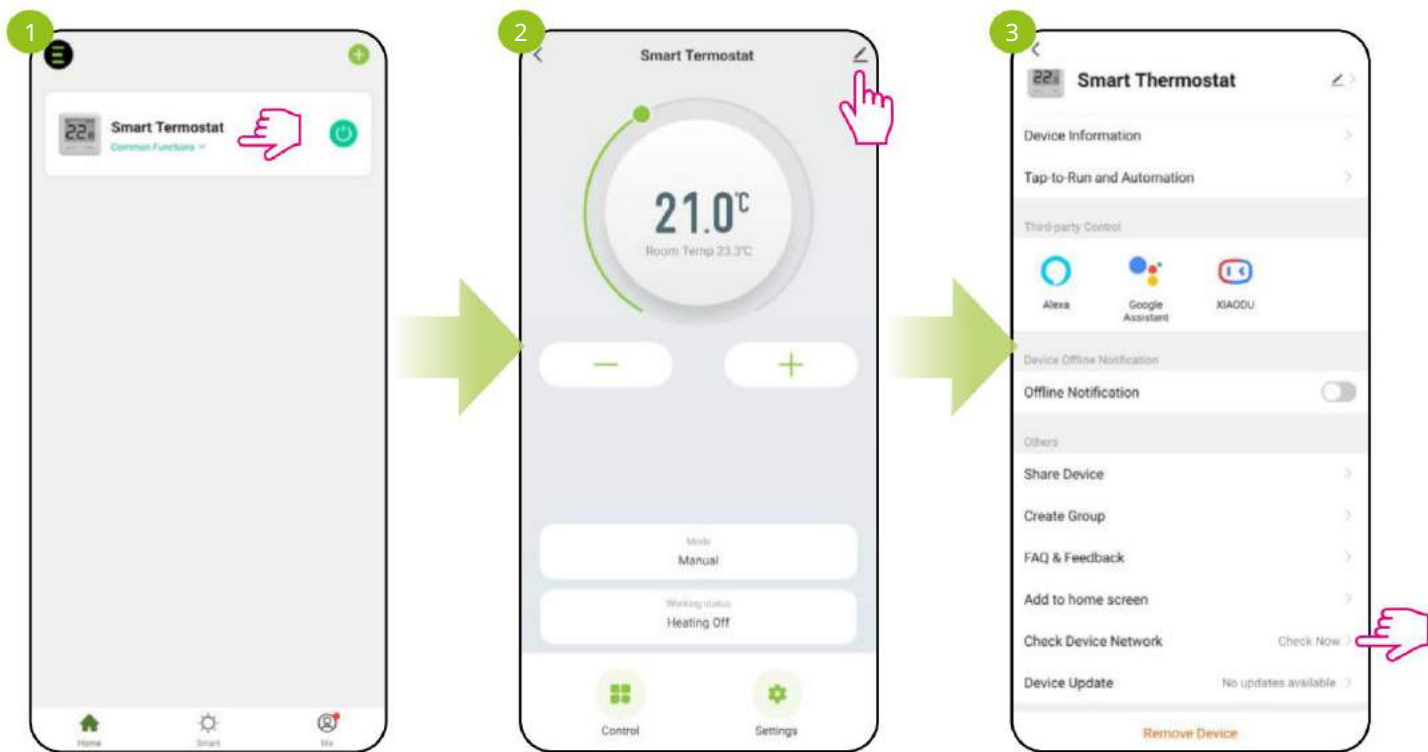 1
Smart Termostat
Common Functions
Home
Smart
Me
2
Smart Termostat
21.0°C
Room Temp 23.3°C
Mode
Manual
Working status
Heating Off
Control
Settings
3
Smart Thermostat
Device Information
Tap-to-Run and Automation
Third-party Control
Alexa
Google
Assistant
XIAODU
Device Offline Notification
Offline Notification
Others
Share Device
Create Group
FAQ & Feedback
Add to home screen
Check Device Network Check Now
Device Update No updates available
Remove Device